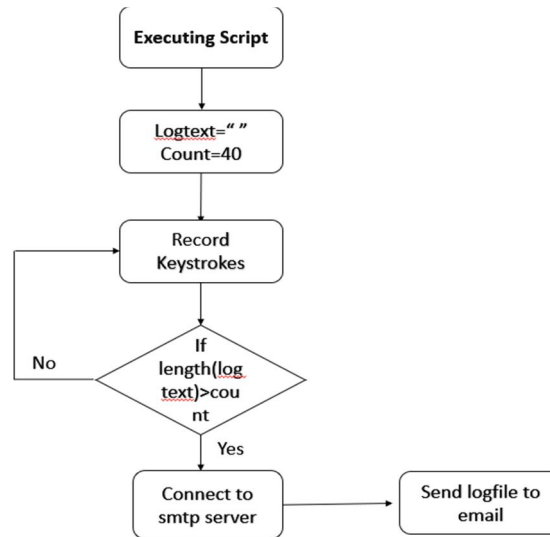 Executing Script
Logtext=“ ”
Count=40
Record
Keystrokes
If
length(log
text)>cou
nt
No
Yes
Connect to
smtp server
Send logfile to
email